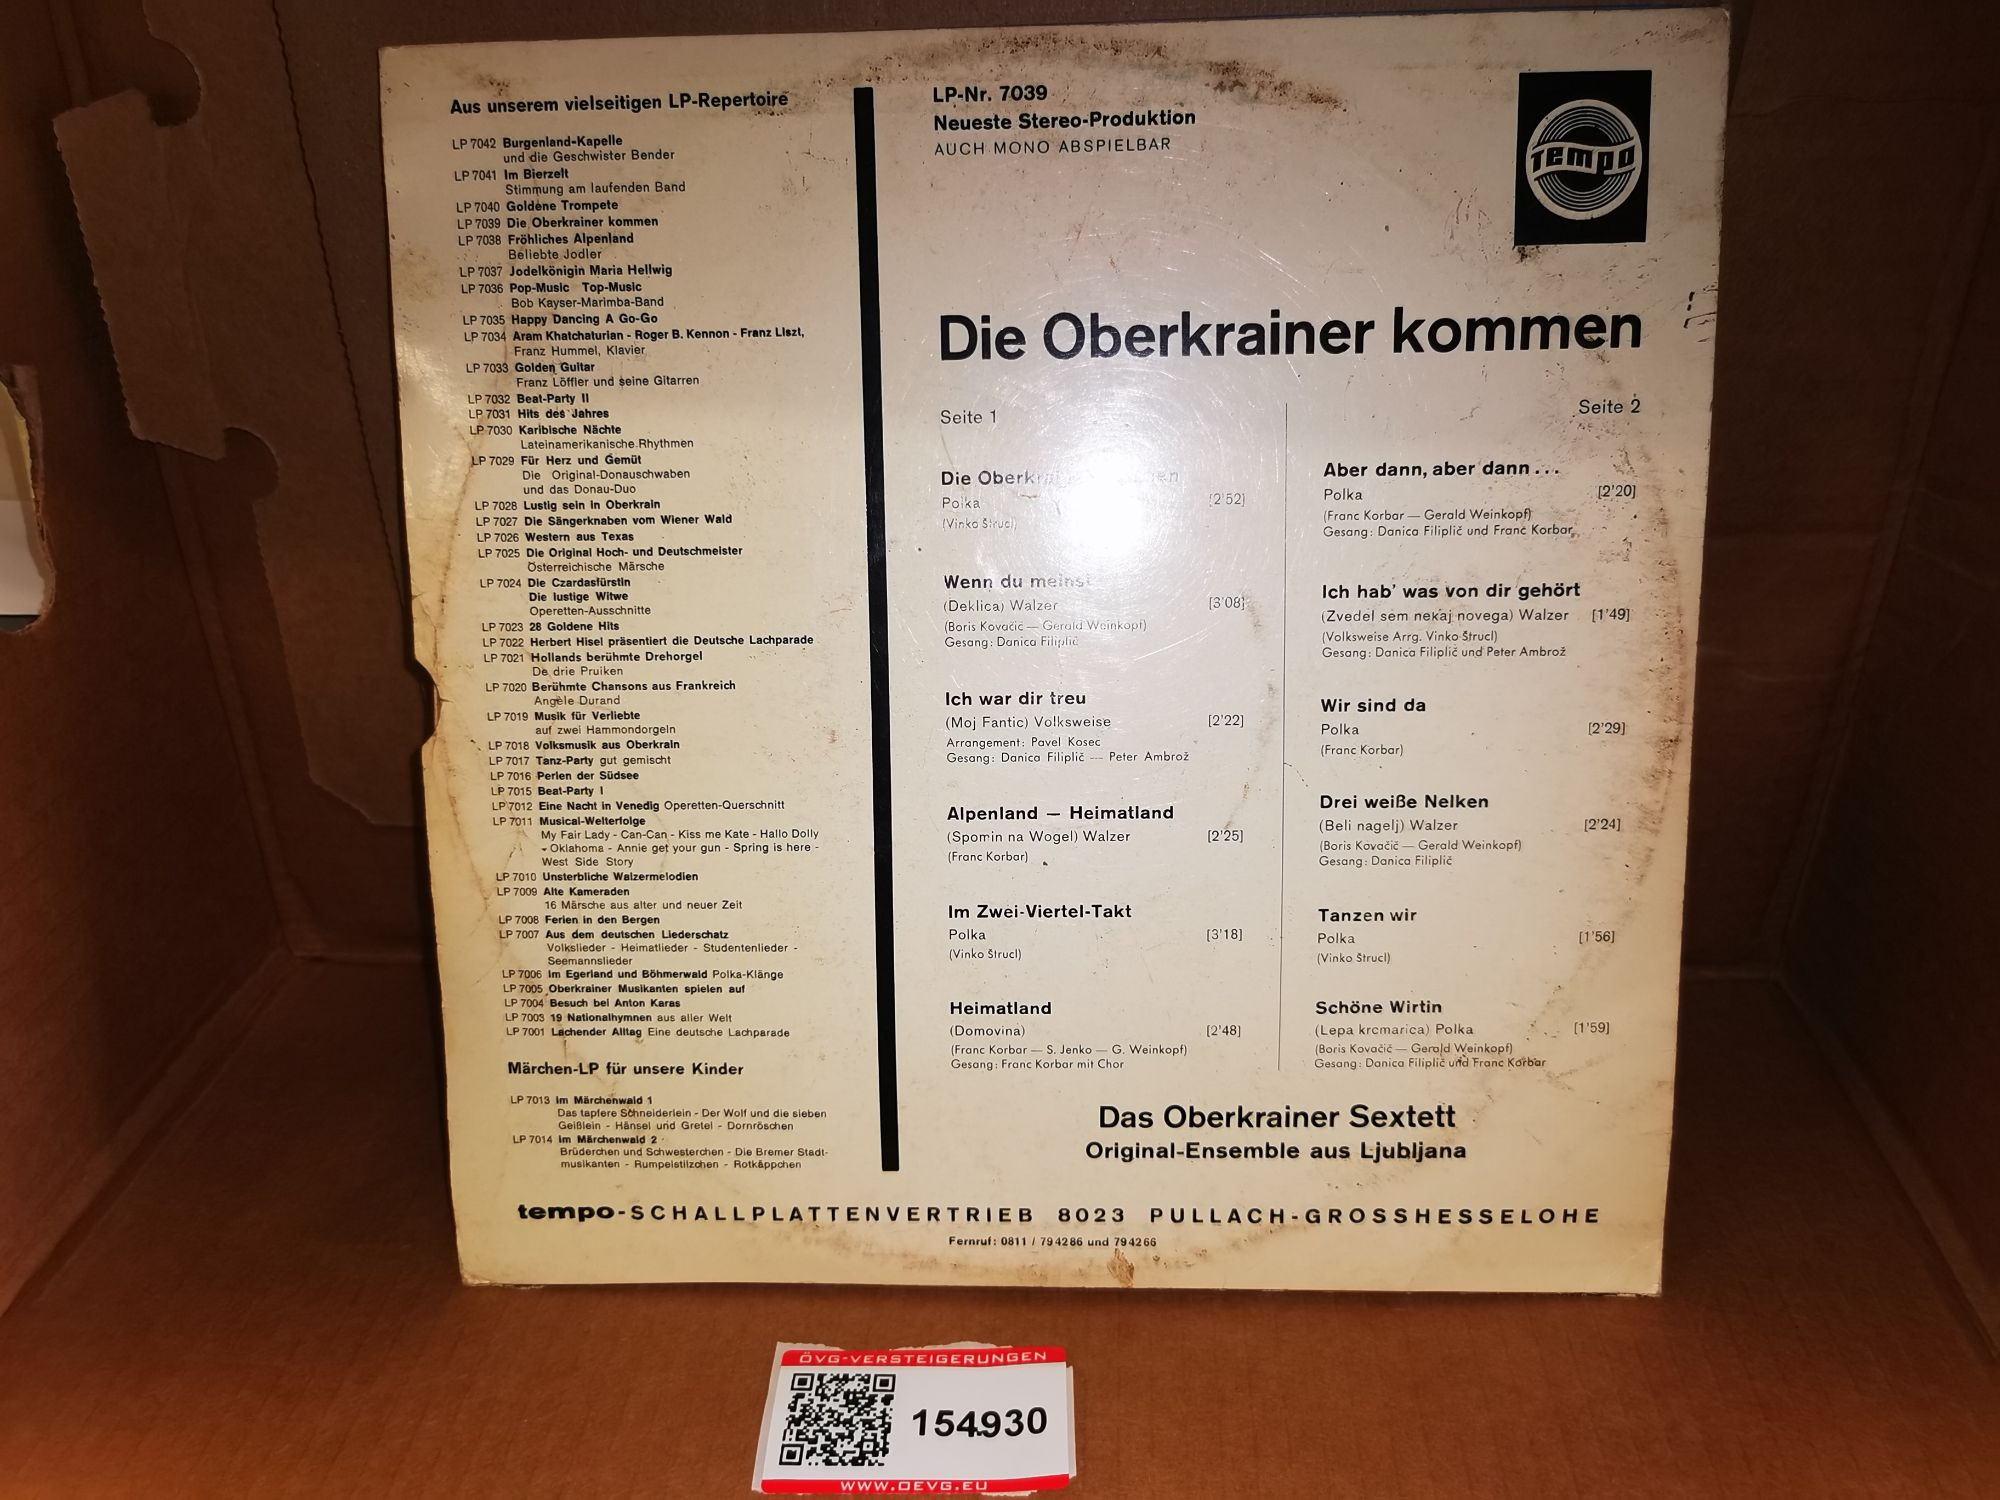 Aus unserem vielseitigen LP-Repertoire
LP 7042 Burgenland-Kapelle
und die Geschwister Bender
LP 7041 Im Bierzelt
Stimmung am laufenden Band
LP 7040 Goldene Trompete
LP 7039 Die Oberkrainer kommen
LP 7038 Fröhliches Alpenland
Beliebte Jodler
LP 7037 Jodelkönigin Maria Hellwig
LP 7036 Pop-Music Top-Music
Bob Kayser-Marimba-Band
LP 7035 Happy Dancing A Go-Go
LP 7034 Aram Khatchaturian - Roger B. Kennon - Franz Liszt,
Franz Hummel, Klavier
LP 7033 Golden Guitar
Franz Löffler und seine Gitarren
LP 7032 Beat-Party II
LP 7031 Hits des Jahres
LP 7030 Karibische Nächte
Lateinamerikanische Rhythmen
LP 7029 Für Herz und Gemüt
Die Original-Donauschwaben
und das Donau-Duo
LP 7028 Lustig sein in Oberkrain
LP 7027 Die Sängerknaben vom Wiener Wald
LP 7026 Western aus Texas
LP 7025 Die Original Hoch- und Deutschmeister
Österreichische Märsche
LP 7024 Die Czardasfürstin
Die lustige Witwe
Operetten-Ausschnitte
LP 7023 28 Goldene Hits
LP 7022 Herbert Hisel präsentiert die Deutsche Lachparade
LP 7021 Hollands berühmte Drehorgel
De drie Pruiken
LP 7020 Berühmte Chansons aus Frankreich
Angèle Durand
LP 7019 Musik für Verliebte
auf zwei Hammondorgeln
LP 7018 Volksmusik aus Oberkrain
LP 7017 Tanz-Party gut gemischt
LP 7016 Perlen der Südsee
LP 7015 Beat-Party I
LP 7012 Eine Nacht in Venedig Operetten-Querschnitt
LP 7011 Musical-Welterfolge
My Fair Lady - Can-Can - Kiss me Kate - Hallo Dolly
- Oklahoma - Annie get your gun - Spring is here -
West Side Story
LP 7010 Unsterbliche Walzermelodien
LP 7009 Alte Kameraden
16 Märsche aus alter und neuer Zeit
LP 7008 Ferien in den Bergen
LP 7007 Aus dem deutschen Liederschatz
Volkslieder - Heimatlieder - Studentenlieder -
Seemannslieder
LP 7006 Im Egerland und Böhmerwald Polka-Klänge
LP 7005 Oberkrainer Musikanten spielen auf
LP 7004 Besuch bei Anton Karas
LP 7003 19 Nationalhymnen aus aller Welt
LP 7001 Lachender Alltag Eine deutsche Lachparade
Märchen-LP für unsere Kinder
LP 7013 Im Märchenwald 1
Das tapfere Schneiderlein - Der Wolf und die sieben
Geißlein - Hänsel und Gretel - Dornröschen
LP 7014 Im Märchenwald 2
Brüderchen und Schwesterchen - Die Bremer Stadt-
musikanten - Rumpelstilzchen - Rotkäppchen
LP-Nr. 7039
Neueste Stereo-Produktion
AUCH MONO ABSPIELBAR
tempo
Die Oberkrainer kommen
Seite 1
Die
Polka [2'52]
(Vinko Štrucl)
Wenn du meinst
(Deklica) Walzer [3'08]
(Boris Kovačič — Gerald Weinkopf)
Gesang: Danica Filiplič
Ich war dir treu
(Moj Fantic) Volksweise [2'22]
Arrangement: Pavel Kosec
Gesang: Danica Filiplič — Peter Ambrož
Alpenland — Heimatland
(Spomin na Wogel) Walzer [2'25]
(Franc Korbar)
Im Zwei-Viertel-Takt
Polka [3'18]
(Vinko Štrucl)
Heimatland
(Domovina) [2'48]
(Franc Korbar — S. Jenko — G. Weinkopf)
Gesang: Franc Korbar mit Chor
Seite 2
Aber dann, aber dann . . .
Polka [2'20]
(Franc Korbar — Gerald Weinkopf)
Gesang: Danica Filiplič und Franc Korbar
Ich hab' was von dir gehört
(Zvedel sem nekaj novega) Walzer [1'49]
(Volksweise Arrg. Vinko Štrucl)
Gesang: Danica Filiplič und Peter Ambrož
Wir sind da
Polka [2'29]
(Franc Korbar)
Drei weiße Nelken
(Beli nagelj) Walzer [2'24]
(Boris Kovačič — Gerald Weinkopf)
Gesang: Danica Filiplič
Tanzen wir
Polka [1'56]
(Vinko Štrucl)
Schöne Wirtin
(Lepa krcmarica) Polka [1'59]
(Boris Kovačič — Gerold Weinkopf)
Gesang: Danica Filiplič und Franc Korbar
Das Oberkrainer Sextett
Original-Ensemble aus Ljubljana
tempo-SCHALLPLATTENVERTRIEB 8023 PULLACH-GROSSHESSELOHE
Fernruf: 0811 / 794286 und 794266
ÖVG-VERSTEIGERUNGEN
154930
WWW.OEVG.EU